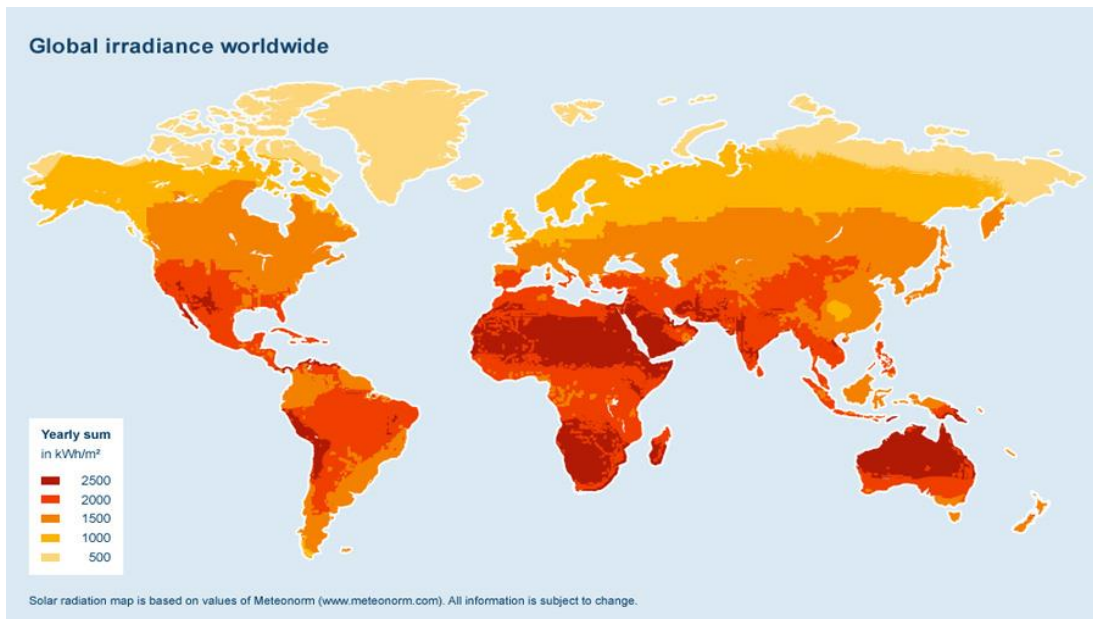 Global irradiance worldwide
Yearly sum
in kWh/m²
2500
2000
1500
1000
500
Solar radiation map is based on values of Meteonorm (www.meteonorm.com). All information is subject to change.